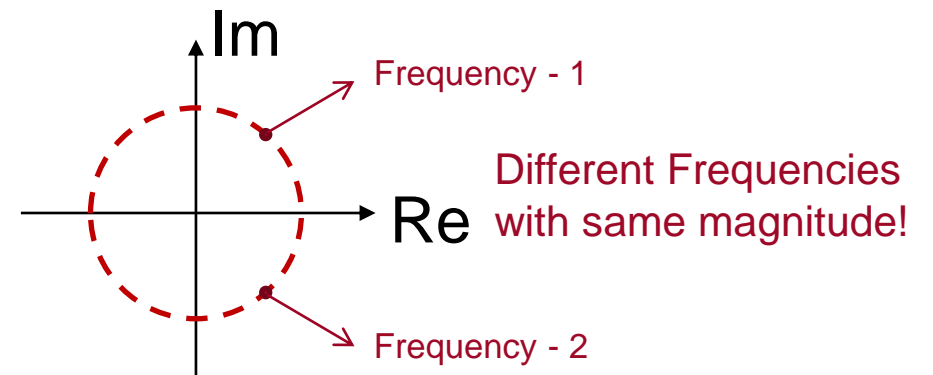 Im
Frequency - 1
Different Frequencies
Re with same magnitude!
Frequency - 2